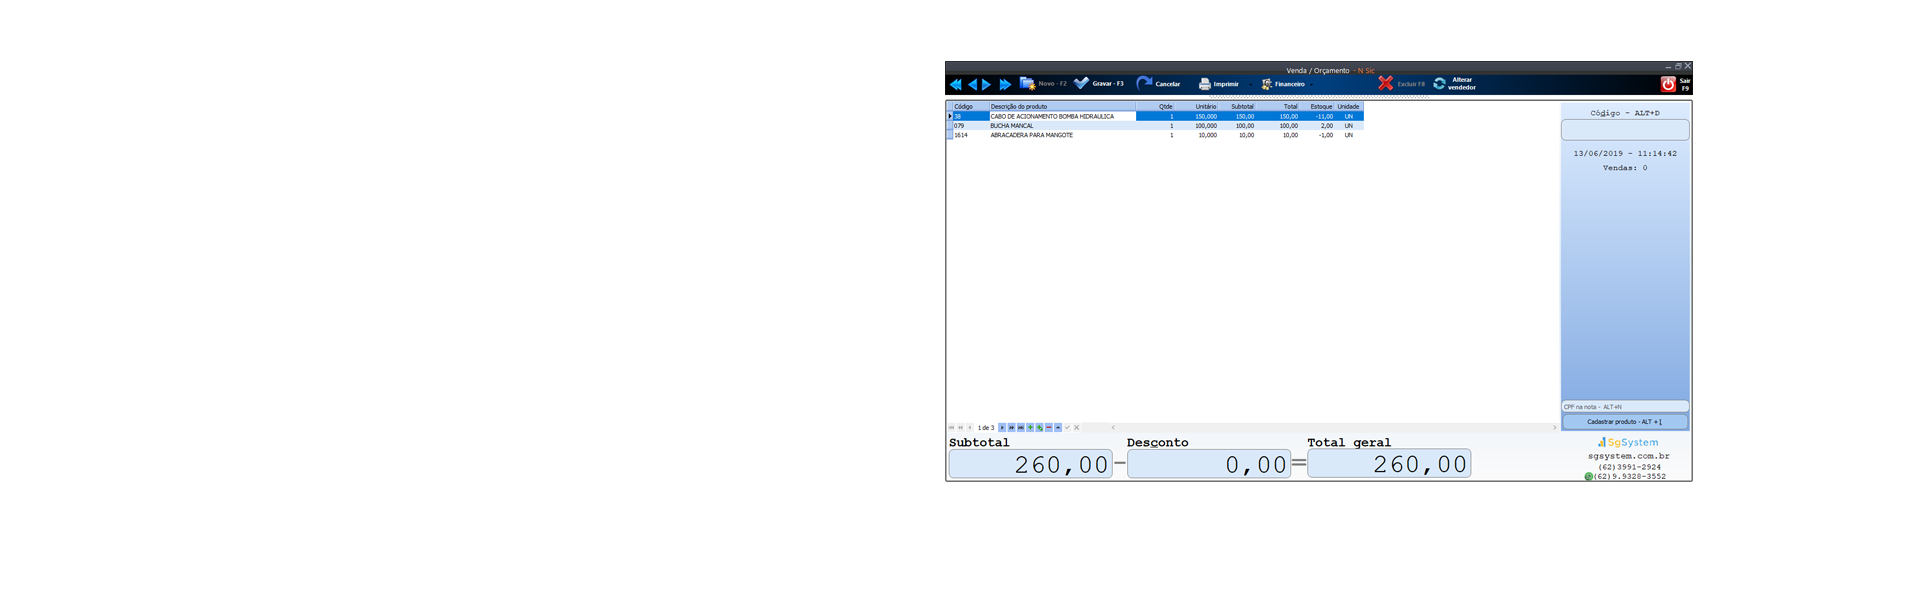 Venda / Orçamento - N Sic
Novo - F2 Gravar - F3 Cancelar Imprimir Financeiro Excluir F8 Alterar vendedor Sair F9
Código Descrição do produto Qtde Unitário Subtotal Total Estoque Unidade
38 CABO DE ACIONAMENTO BOMBA HIDRAULICA 1 150,000 150,00 150,00 -11,00 UN
079 BUCHA MANCAL 1 100,000 100,00 100,00 2,00 UN
1614 ABRACADERA PARA MANGOTE 1 10,000 10,00 10,00 -1,00 UN
Código - ALT+D
13/06/2019 - 11:14:42
Vendas: 0
CPF na nota - ALT+N
Cadastrar produto - ALT + 1
1 de 3
Subtotal Desconto Total geral
260,00 - 0,00 = 260,00
SgSystem
sgsystem.com.br
(62)3991-2924
(62)9.9328-3552